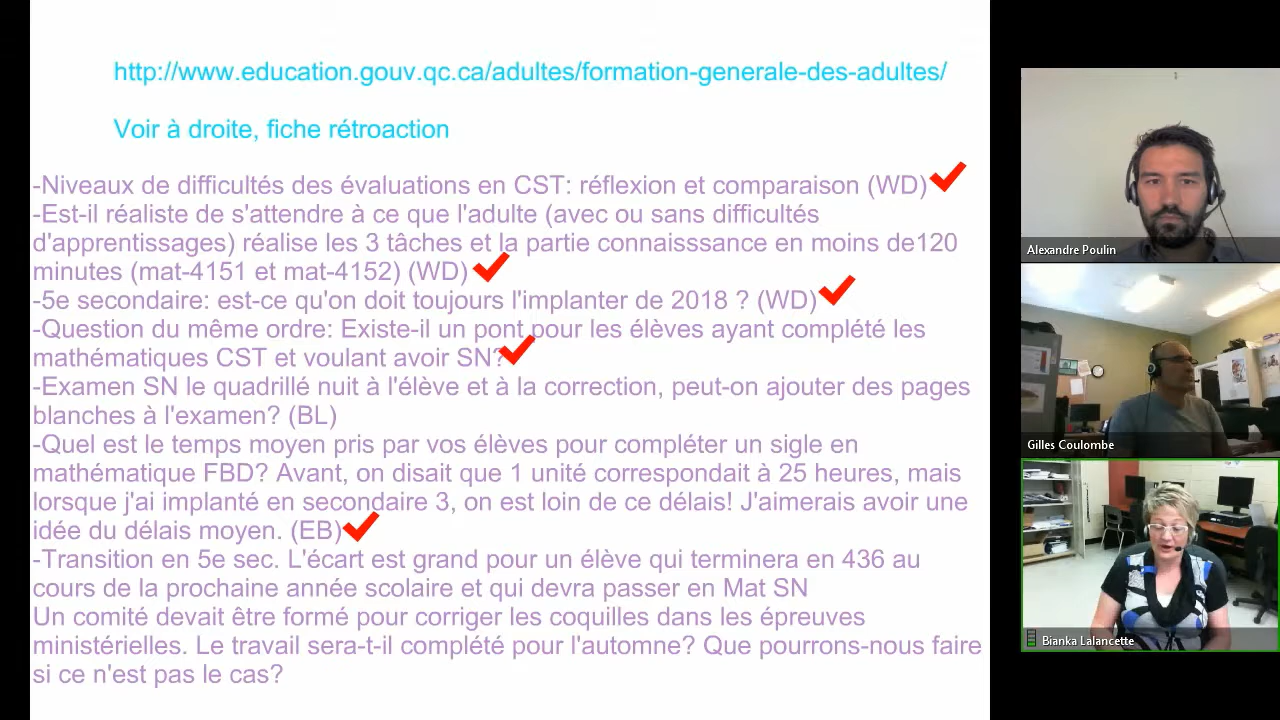 http://www.education.gouv.qc.ca/adultes/formation-generale-des-adultes/
Voir à droite, fiche rétroaction
-Niveaux de difficultés des évaluations en CST: réflexion et comparaison (WD)
-Est-il réaliste de s'attendre à ce que l'adulte (avec ou sans difficultés
d'apprentissages) réalise les 3 tâches et la partie connaisssance en moins de120
minutes (mat-4151 et mat-4152) (WD)
-5e secondaire: est-ce qu'on doit toujours l'implanter de 2018 ? (WD)
-Question du même ordre: Existe-il un pont pour les élèves ayant complété les
mathématiques CST et voulant avoir SN?
-Examen SN le quadrillé nuit à l'élève et à la correction, peut-on ajouter des pages
blanches à l'examen? (BL)
-Quel est le temps moyen pris par vos élèves pour compléter un sigle en
mathématique FBD? Avant, on disait que 1 unité correspondait à 25 heures, mais
lorsque j'ai implanté en secondaire 3, on est loin de ce délais! J'aimerais avoir une
idée du délais moyen. (EB)
-Transition en 5e sec. L'écart est grand pour un élève qui terminera en 436 au
cours de la prochaine année scolaire et qui devra passer en Mat SN
Un comité devait être formé pour corriger les coquilles dans les épreuves
ministérielles. Le travail sera-t-il complété pour l'automne? Que pourrons-nous faire
si ce n'est pas le cas?
Alexandre Poulin
Gilles Coulombe
Bianka Lalancette